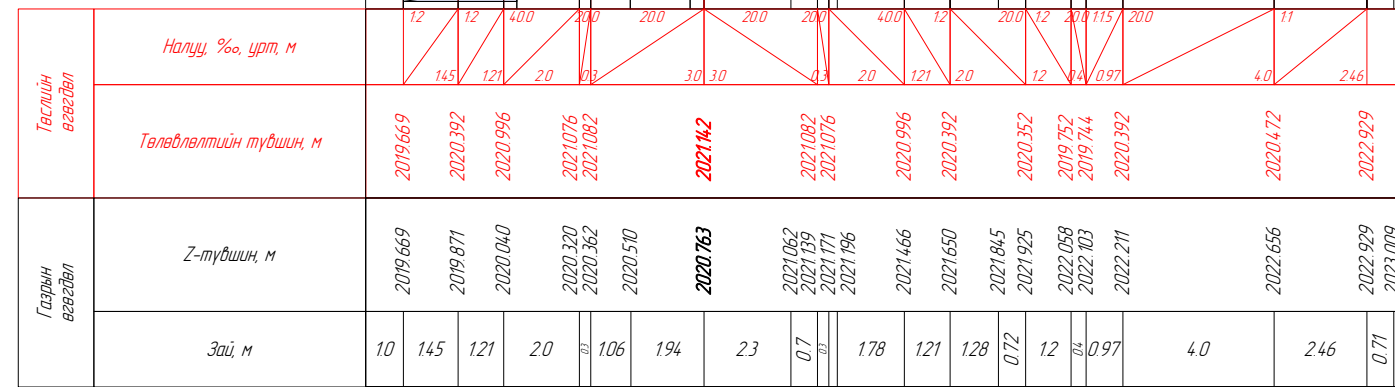 Төслийн өгөгдөл
Налуу, ‰, урт, м
1:2 1:2 40.0 20.0 20.0 20.0 20.0 40.0 1:2 20.0 1:2 20.0 1:1.15 20.0 1:1
1.45 1.21 2.0 0.3 3.0 3.0 0.3 2.0 1.21 2.0 1.2 0.4 0.97 4.0 2.46
Төлөвлөлтийн түвшин, м
2019.669 2020.392 2020.996 2021.076 2021.082 2021.142 2021.082 2021.076 2020.996 2020.392 2020.352 2019.752 2019.744 2020.392 2020.472 2022.929
Газрын өгөгдөл
Z-түвшин, м
2019.669 2019.871 2020.040 2020.320 2020.362 2020.510 2020.763 2021.062 2021.139 2021.171 2021.196 2021.466 2021.650 2021.845 2021.925 2022.058 2022.103 2022.211 2022.656 2022.929 2023.009
Зай, м
1.0 1.45 1.21 2.0 0.3 1.06 1.94 2.3 0.7 0.3 1.78 1.21 1.28 0.72 1.2 0.4 0.97 4.0 2.46 0.71